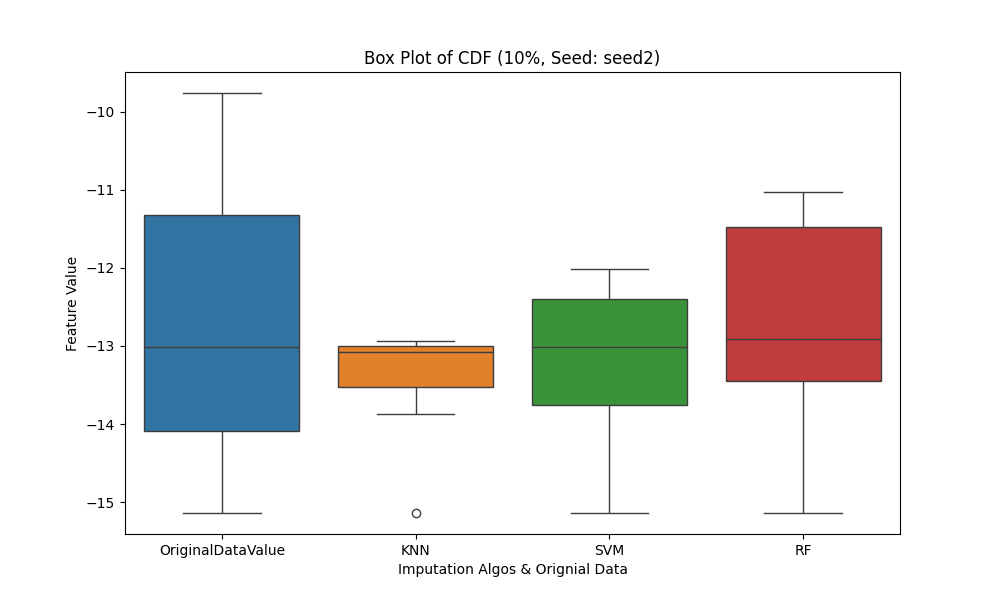 Box Plot of CDF (10%, Seed: seed2)
Feature Value
−10
−11
−12
−13
−14
−15
OriginalDataValue
KNN
SVM
RF
Imputation Algos & Orignial Data